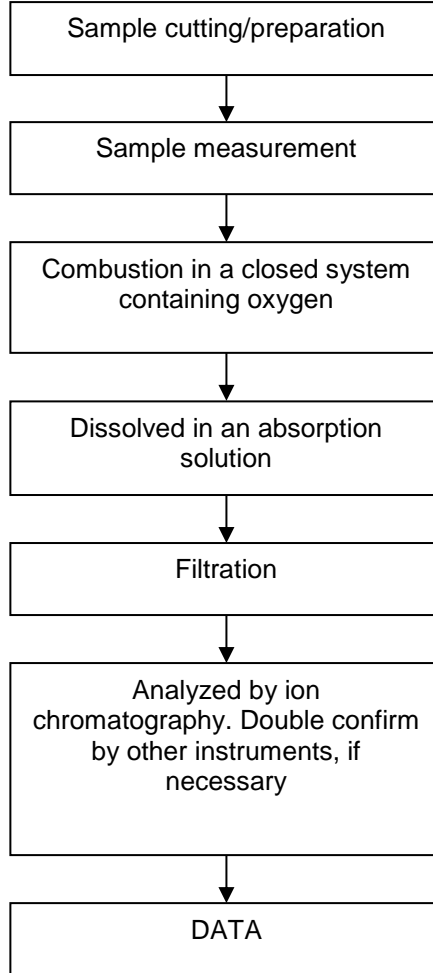 Sample cutting/preparation
Sample measurement
Combustion in a closed system
containing oxygen
Dissolved in an absorption
solution
Filtration
Analyzed by ion
chromatography. Double confirm
by other instruments, if
necessary
DATA